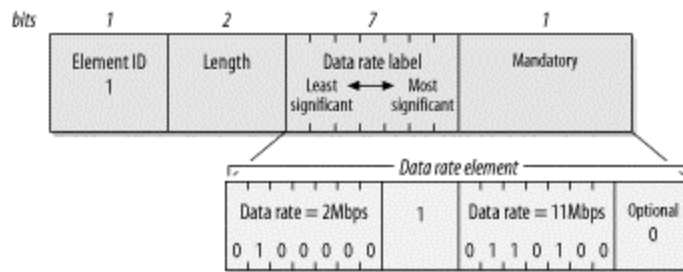 bits 1 2 7 1
Element ID
1
Length
Data rate label
Least significant
Most significant
Mandatory
Data rate element
Data rate = 2Mbps
0 1 0 0 0 0 0
1
Data rate = 11Mbps
0 1 1 0 1 0 0
Optional
0